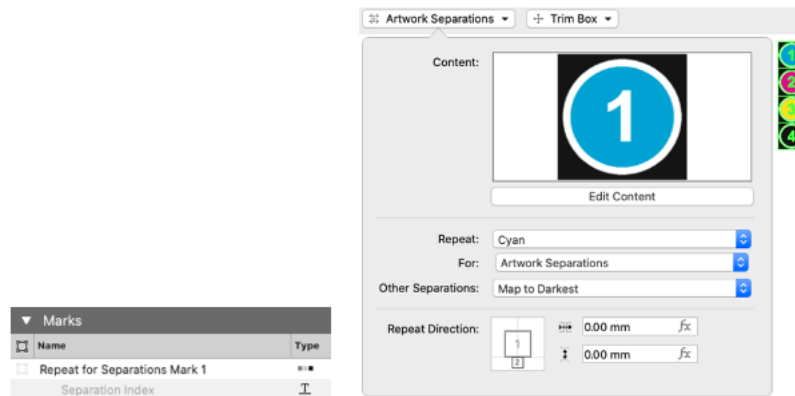 Artwork Separations
Trim Box
Content:
1
Edit Content
Repeat: Cyan
For: Artwork Separations
Other Separations: Map to Darkest
Repeat Direction:
1
2
0.00 mm fx
0.00 mm fx
1
2
3
4
Marks
Name Type
Repeat for Separations Mark 1
Separation Index T